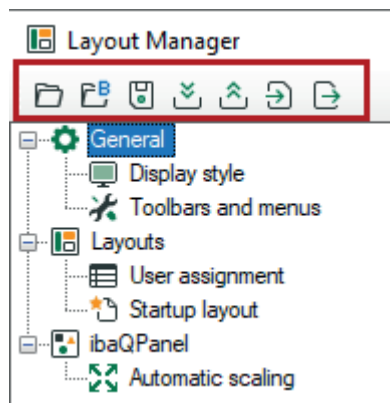 Layout Manager
B
General
Display style
Toolbars and menus
Layouts
User assignment
Startup layout
ibaQPanel
Automatic scaling